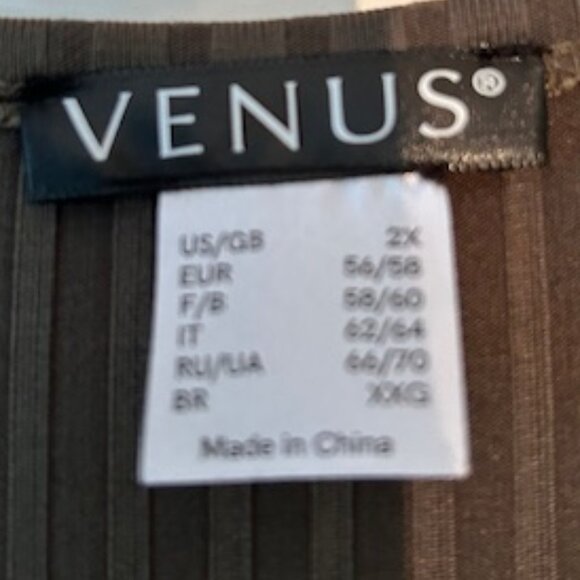 VENUS®
US/GB 2X
EUR 56/58
F/B 58/60
IT 62/64
RU/UA 66/70
BR XXG
Made in China